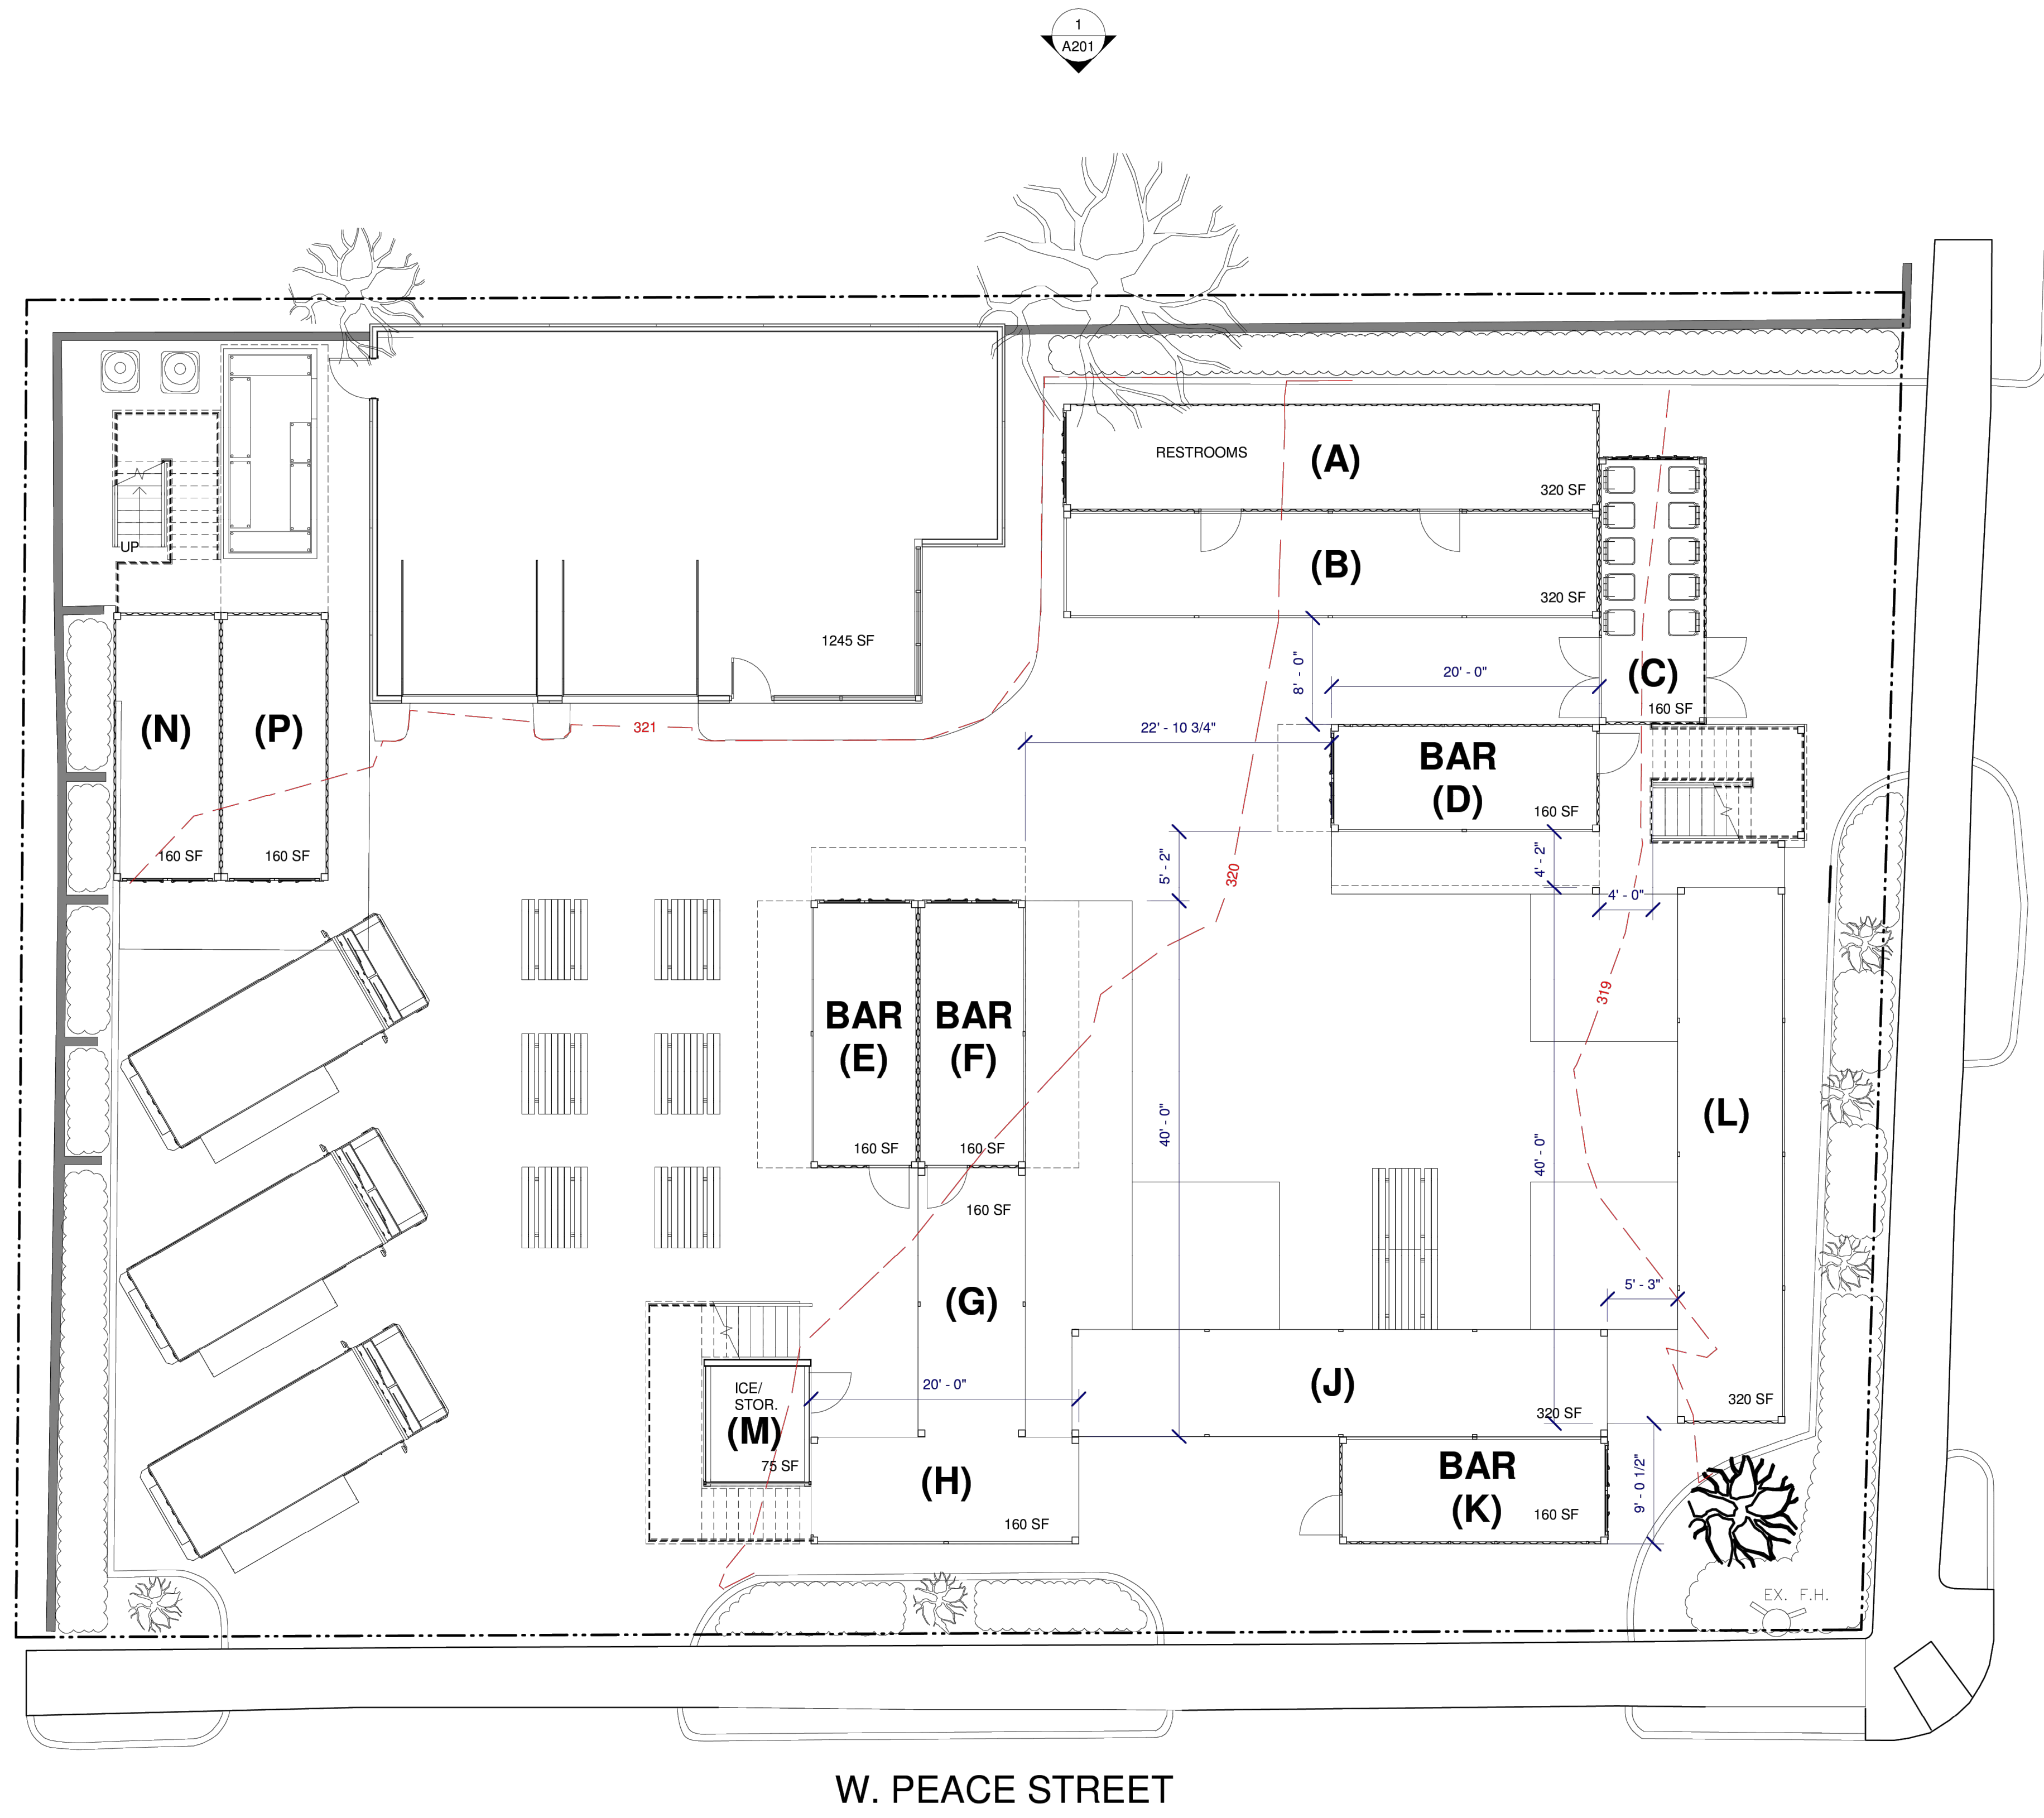 1
A201
RESTROOMS
(A)
320 SF
(B)
320 SF
UP
1245 SF
(C)
160 SF
8' - 0"
20' - 0"
321
22' - 10 3/4"
(N)
(P)
160 SF
160 SF
BAR
(D)
160 SF
5' - 2"
320
4' - 2"
4' - 0"
319
BAR
(E)
160 SF
BAR
(F)
160 SF
40' - 0"
40' - 0"
(L)
320 SF
160 SF
(G)
5' - 3"
ICE/
STOR.
(M)
75 SF
20' - 0"
(J)
320 SF
(H)
160 SF
BAR
(K)
160 SF
9' - 0 1/2"
EX. F.H.
W. PEACE STREET